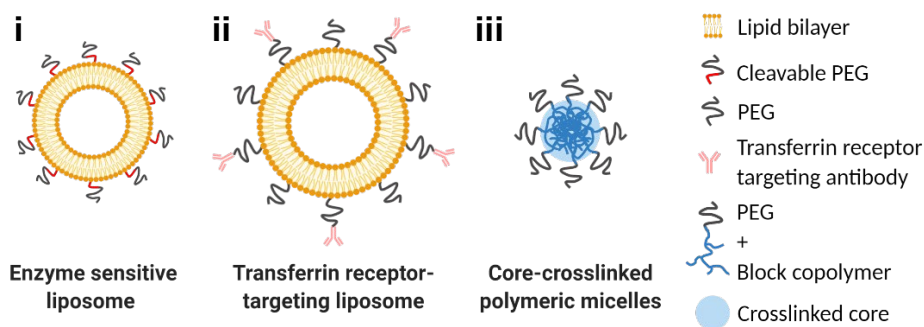 i
ii
iii
Enzyme sensitive
liposome
Transferrin receptor-
targeting liposome
Core-crosslinked
polymeric micelles
Lipid bilayer
Cleavable PEG
PEG
Transferrin receptor
targeting antibody
PEG
+
Block copolymer
Crosslinked core